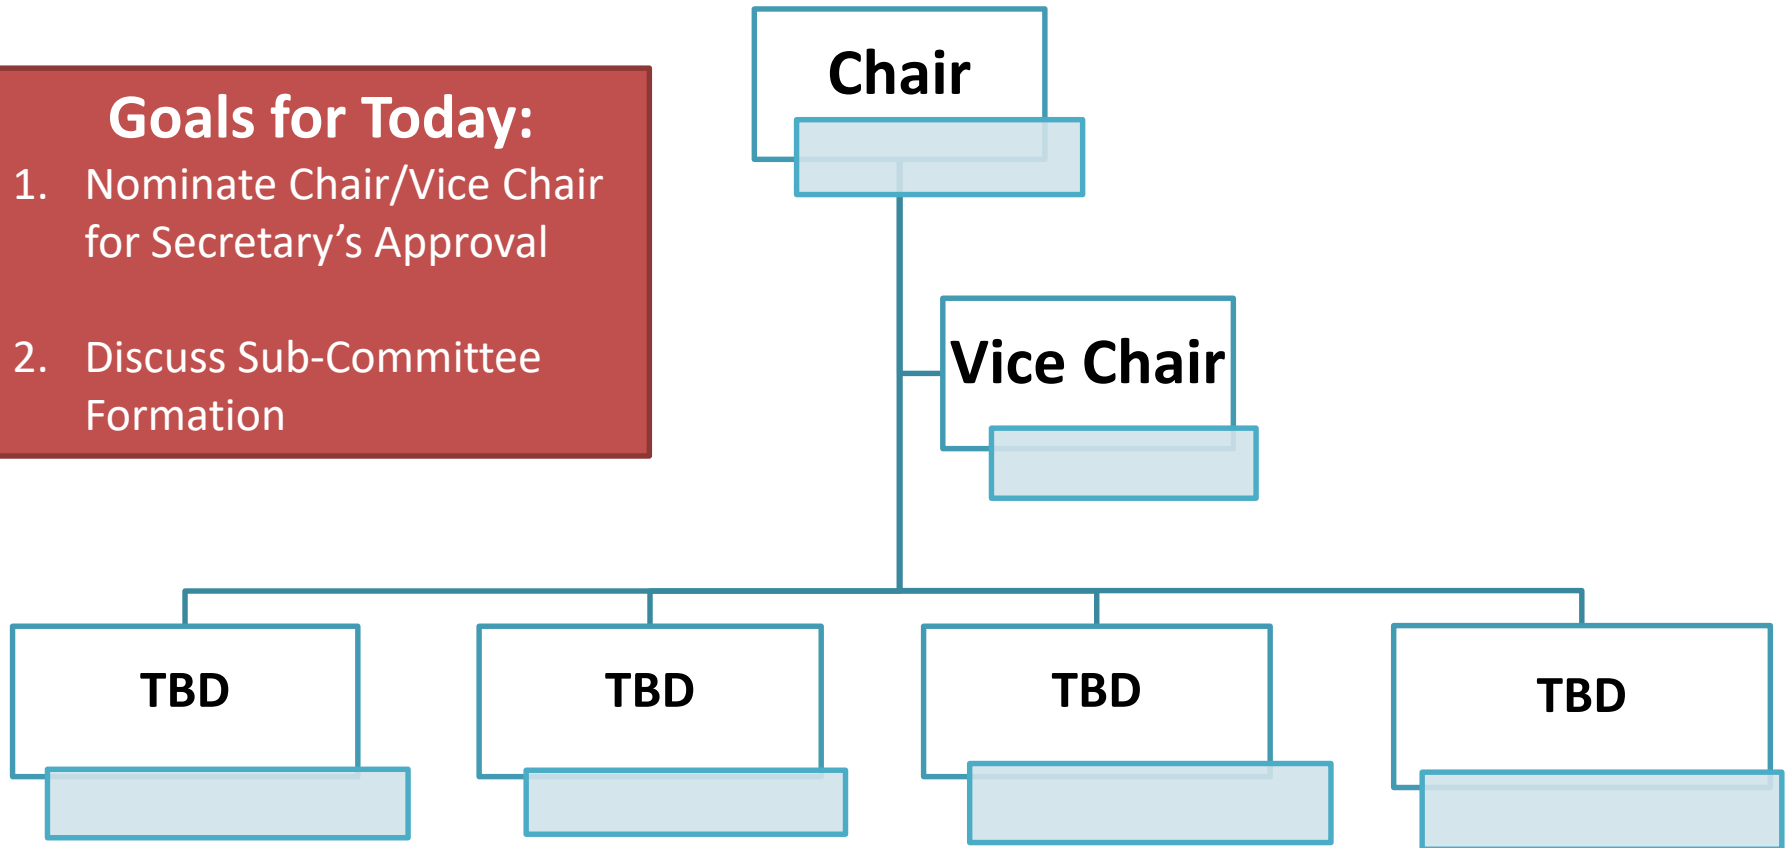 Chair
Goals for Today:
1. Nominate Chair/Vice Chair
for Secretary’s Approval
2. Discuss Sub-Committee
Formation
Vice Chair
TBD
TBD
TBD
TBD